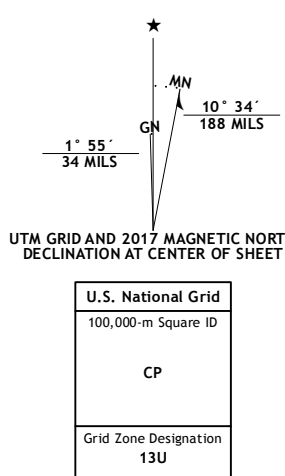 MN
GN
10° 34´
188 MILS
1° 55´
34 MILS
UTM GRID AND 2017 MAGNETIC NORT
DECLINATION AT CENTER OF SHEET
U.S. National Grid
100,000-m Square ID
CP
Grid Zone Designation
13U